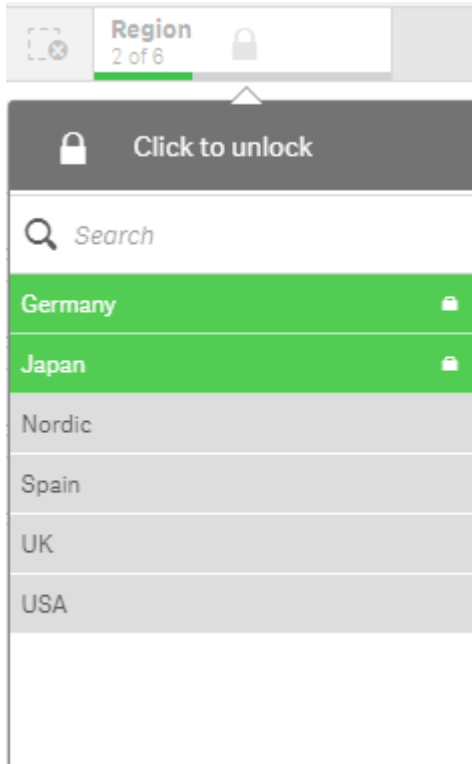 Region
2 of 6
Click to unlock
Search
Germany
Japan
Nordic
Spain
UK
USA